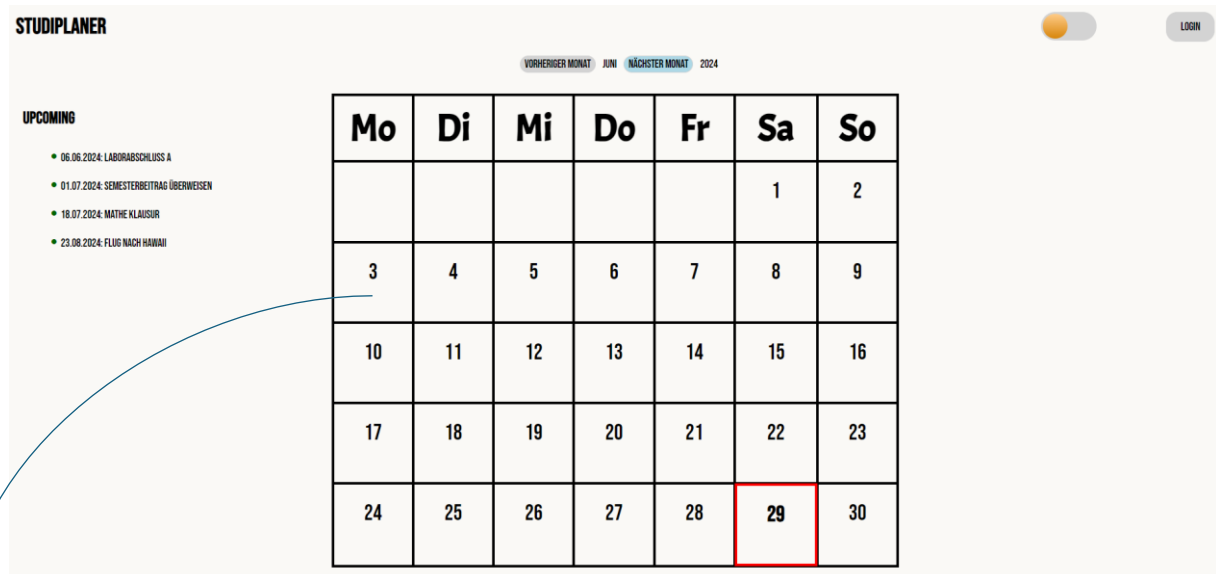 STUDIPLANER
LOGIN
VORHERIGER MONAT JUNI NÄCHSTER MONAT 2024
UPCOMING
06.06.2024: LABORABSCHLUSS A
01.07.2024: SEMESTERBEITRAG ÜBERWEISEN
18.07.2024: MATHE KLAUSUR
23.08.2024: FLUG NACH HAWAII
Mo Di Mi Do Fr Sa So
1 2
3 4 5 6 7 8 9
10 11 12 13 14 15 16
17 18 19 20 21 22 23
24 25 26 27 28 29 30